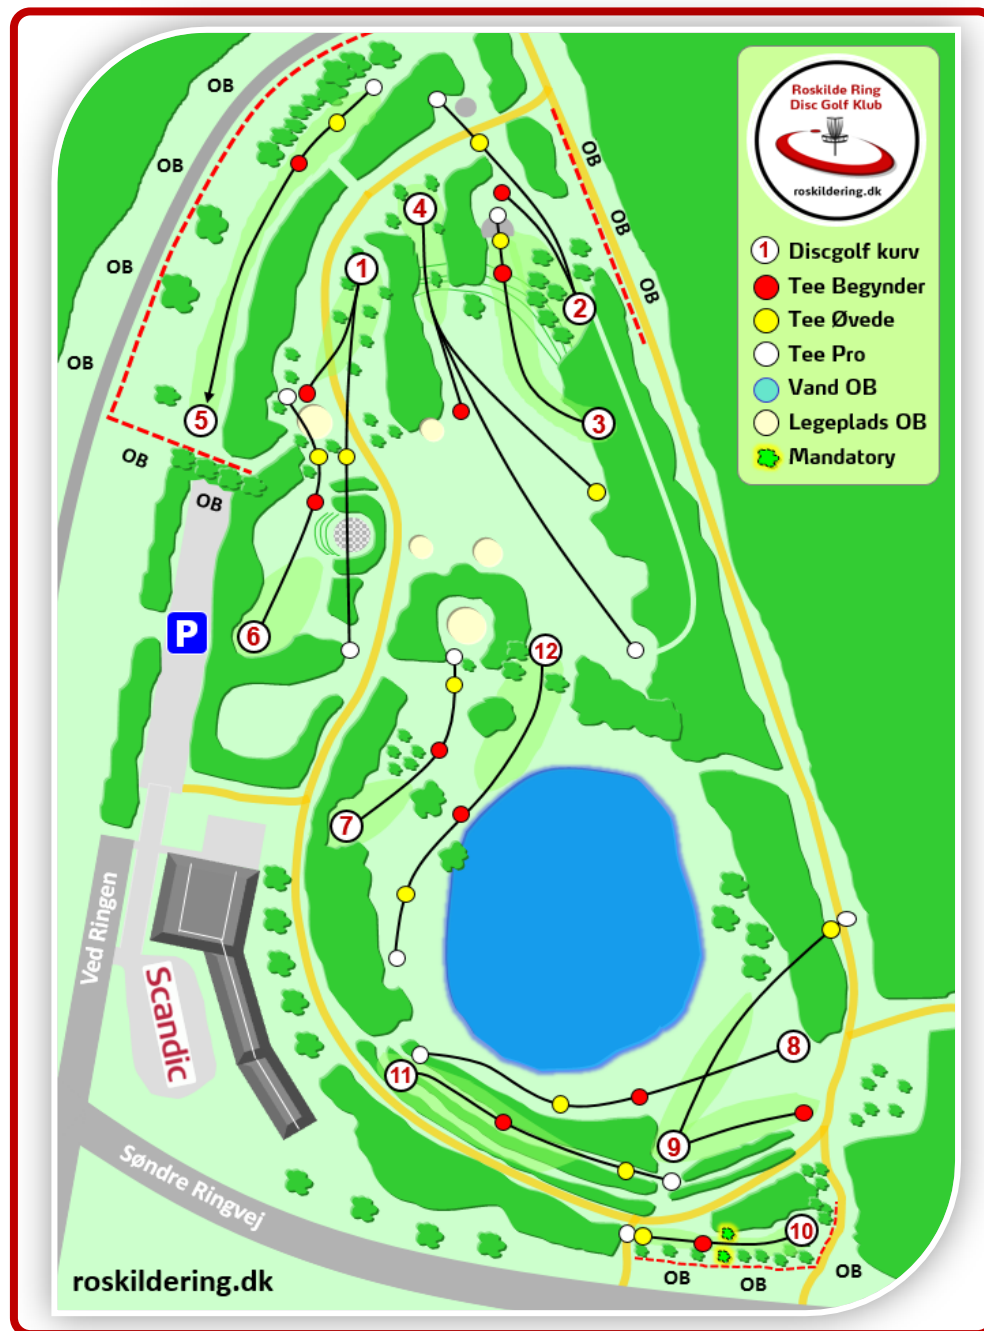 Roskilde Ring
Disc Golf Klub
roskildering.dk
1 Discgolf kurv
Tee Begynder
Tee Øvede
Tee Pro
Vand OB
Legeplads OB
Mandatory
OB
OB
OB
OB
OB
OB
OB
OB
OB
4
1
2
5
3
P
6
12
7
8
11
9
10
Ved Ringen
Scandic
Søndre Ringvej
OB
OB
OB
roskildering.dk